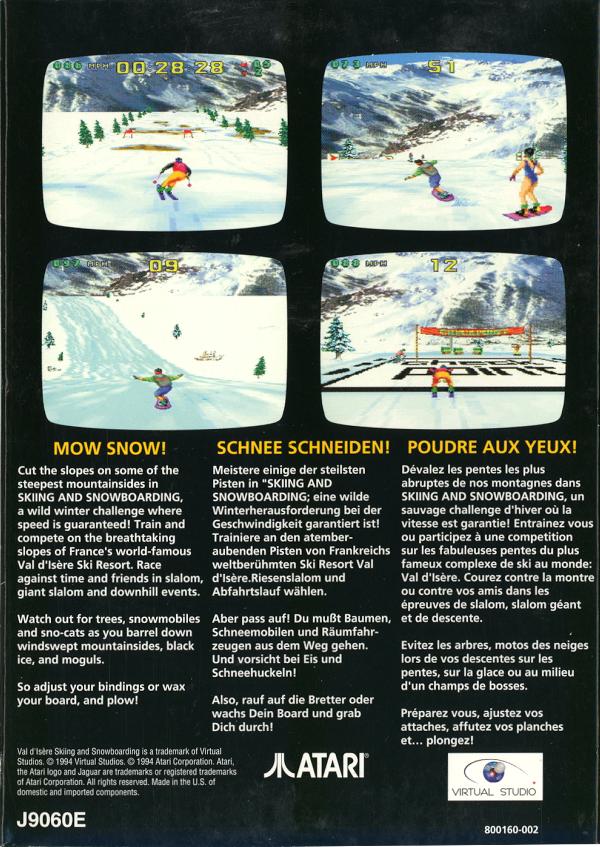 086 MPH 00:28:28
073 MPH 51
097 MPH 09
088 MPH 12
POINT
MOW SNOW!
Cut the slopes on some of the
steepest mountainsides in
SKIING AND SNOWBOARDING,
a wild winter challenge where
speed is guaranteed! Train and
compete on the breathtaking
slopes of France's world-famous
Val d'Isère Ski Resort. Race
against time and friends in slalom,
giant slalom and downhill events.
Watch out for trees, snowmobiles
and sno-cats as you barrel down
windswept mountainsides, black
ice, and moguls.
So adjust your bindings or wax
your board, and plow!
SCHNEE SCHNEIDEN!
Meistere einige der steilsten
Pisten in "SKIING AND
SNOWBOARDING; eine wilde
Winterherausforderung bei der
Geschwindigkeit garantiert ist!
Trainiere an den atember-
aubenden Pisten von Frankreichs
weltberühmten Ski Resort Val
d'Isère.Riesenslalom und
Abfahrtslauf wählen.
Aber pass auf! Du mußt Baumen,
Schneemobilen und Räumfahr-
zeugen aus dem Weg gehen.
Und vorsicht bei Eis und
Schneehuckeln!
Also, rauf auf die Bretter oder
wachs Dein Board und grab
Dich durch!
POUDRE AUX YEUX!
Dévalez les pentes les plus
abruptes de nos montagnes dans
SKIING AND SNOWBOARDING, un
sauvage challenge d'hiver où la
vitesse est garantie! Entrainez vous
ou participez à une competition
sur les fabuleuses pentes du plus
fameux complexe de ski au monde:
Val d'Isère. Courez contre la montre
ou contre vos amis dans les
épreuves de slalom, slalom géant
et de descente.
Evitez les arbres, motos des neiges
lors de vos descentes sur les
pentes, sur la glace ou au milieu
d'un champs de bosses.
Préparez vous, ajustez vos
attaches, affutez vos planches
et... plongez!
Val d'Isère Skiing and Snowboarding is a trademark of Virtual
Studios. © 1994 Virtual Studios. © 1994 Atari Corporation. Atari,
the Atari logo and Jaguar are trademarks or registered trademarks
of Atari Corporation. All rights reserved. Made in the U.S. of
domestic and imported components.
ATARI®
VIRTUAL STUDIO
J9060E
800160-002